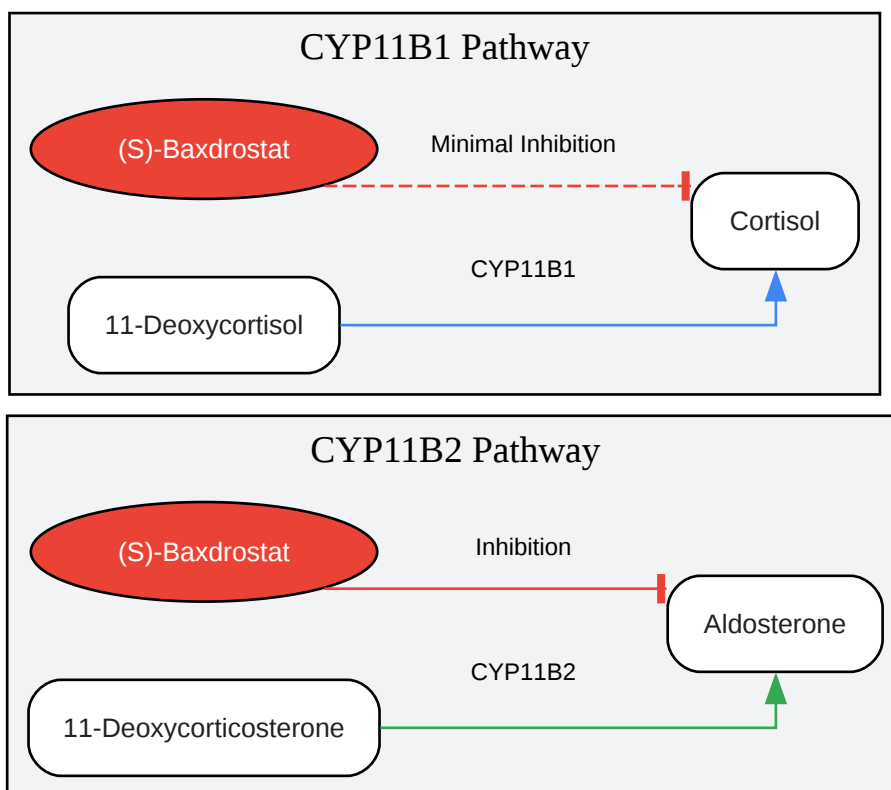 CYP11B1 Pathway
(S)-Baxdrostat
Minimal Inhibition
Cortisol
CYP11B1
11-Deoxycortisol
CYP11B2 Pathway
(S)-Baxdrostat
Inhibition
Aldosterone
CYP11B2
11-Deoxycorticosterone